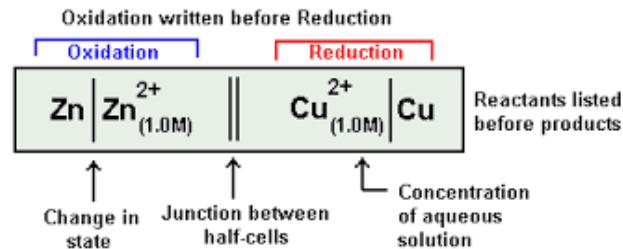 Oxidation written before Reduction
Oxidation Reduction
Zn | Zn²⁺(1.0M) || Cu²⁺(1.0M) | Cu
Reactants listed
before products
Change in
state
Junction between
half-cells
Concentration
of aqueous
solution